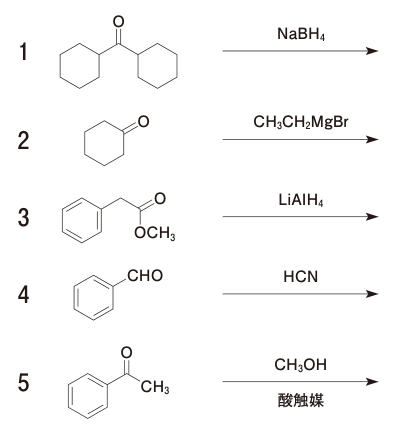 1 O NaBH₄
2 O CH₃CH₂MgBr
3 O OCH₃ LiAlH₄
4 CHO HCN
5 O CH₃ CH₃OH
酸触媒